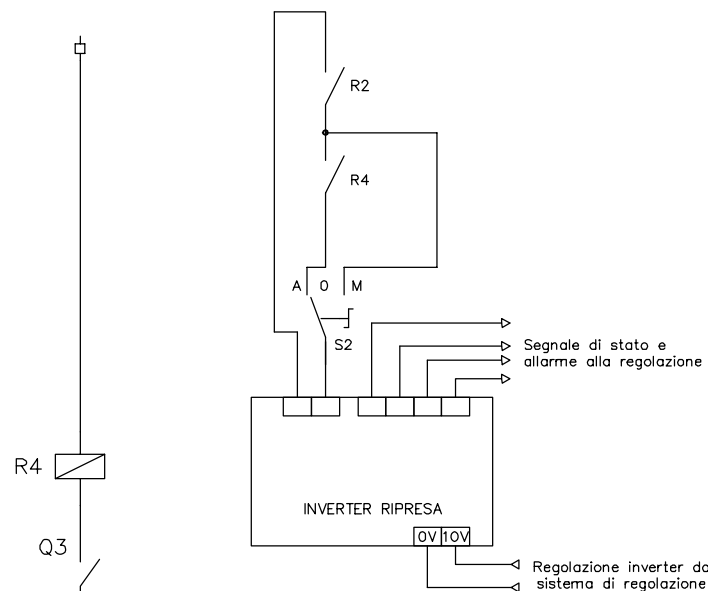 R2
R4
A 0 M
S2
Segnale di stato e
allarme alla regolazione
R4
INVERTER RIPRESA
0V 10V
Q3
Regolazione inverter da
sistema di regolazione